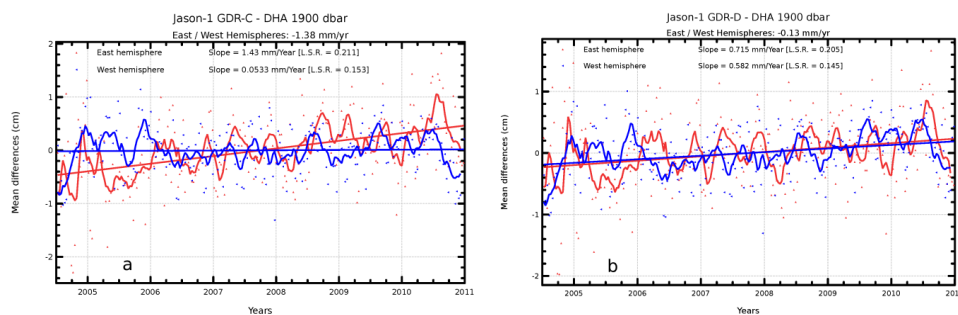 Jason-1 GDR-C - DHA 1900 dbar
East / West Hemispheres: -1.38 mm/yr
East hemisphere Slope = 1.43 mm/Year [L.S.R. = 0.211]
West hemisphere Slope = 0.0533 mm/Year [L.S.R. = 0.153]
Mean differences (cm)
2
1
0
-1
-2
a
2005 2006 2007 2008 2009 2010 2011
Years
Jason-1 GDR-D - DHA 1900 dbar
East / West Hemispheres: -0.13 mm/yr
East hemisphere Slope = 0.715 mm/Year [L.S.R. = 0.205]
West hemisphere Slope = 0.582 mm/Year [L.S.R. = 0.145]
Mean differences (cm)
2
1
0
-1
-2
b
2005 2006 2007 2008 2009 2010 2011
Years